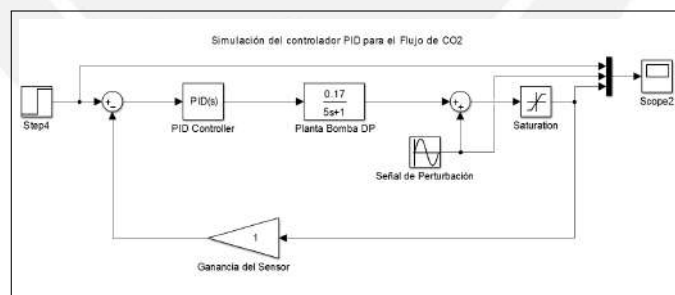 Simulación del controlador PID para el Flujo de CO2
Step4
+
−
PID(s)
PID Controller
0.17
5s+1
Planta Bomba DP
+
+
Saturation
Scope2
Señal de Perturbación
1
Ganancia del Sensor